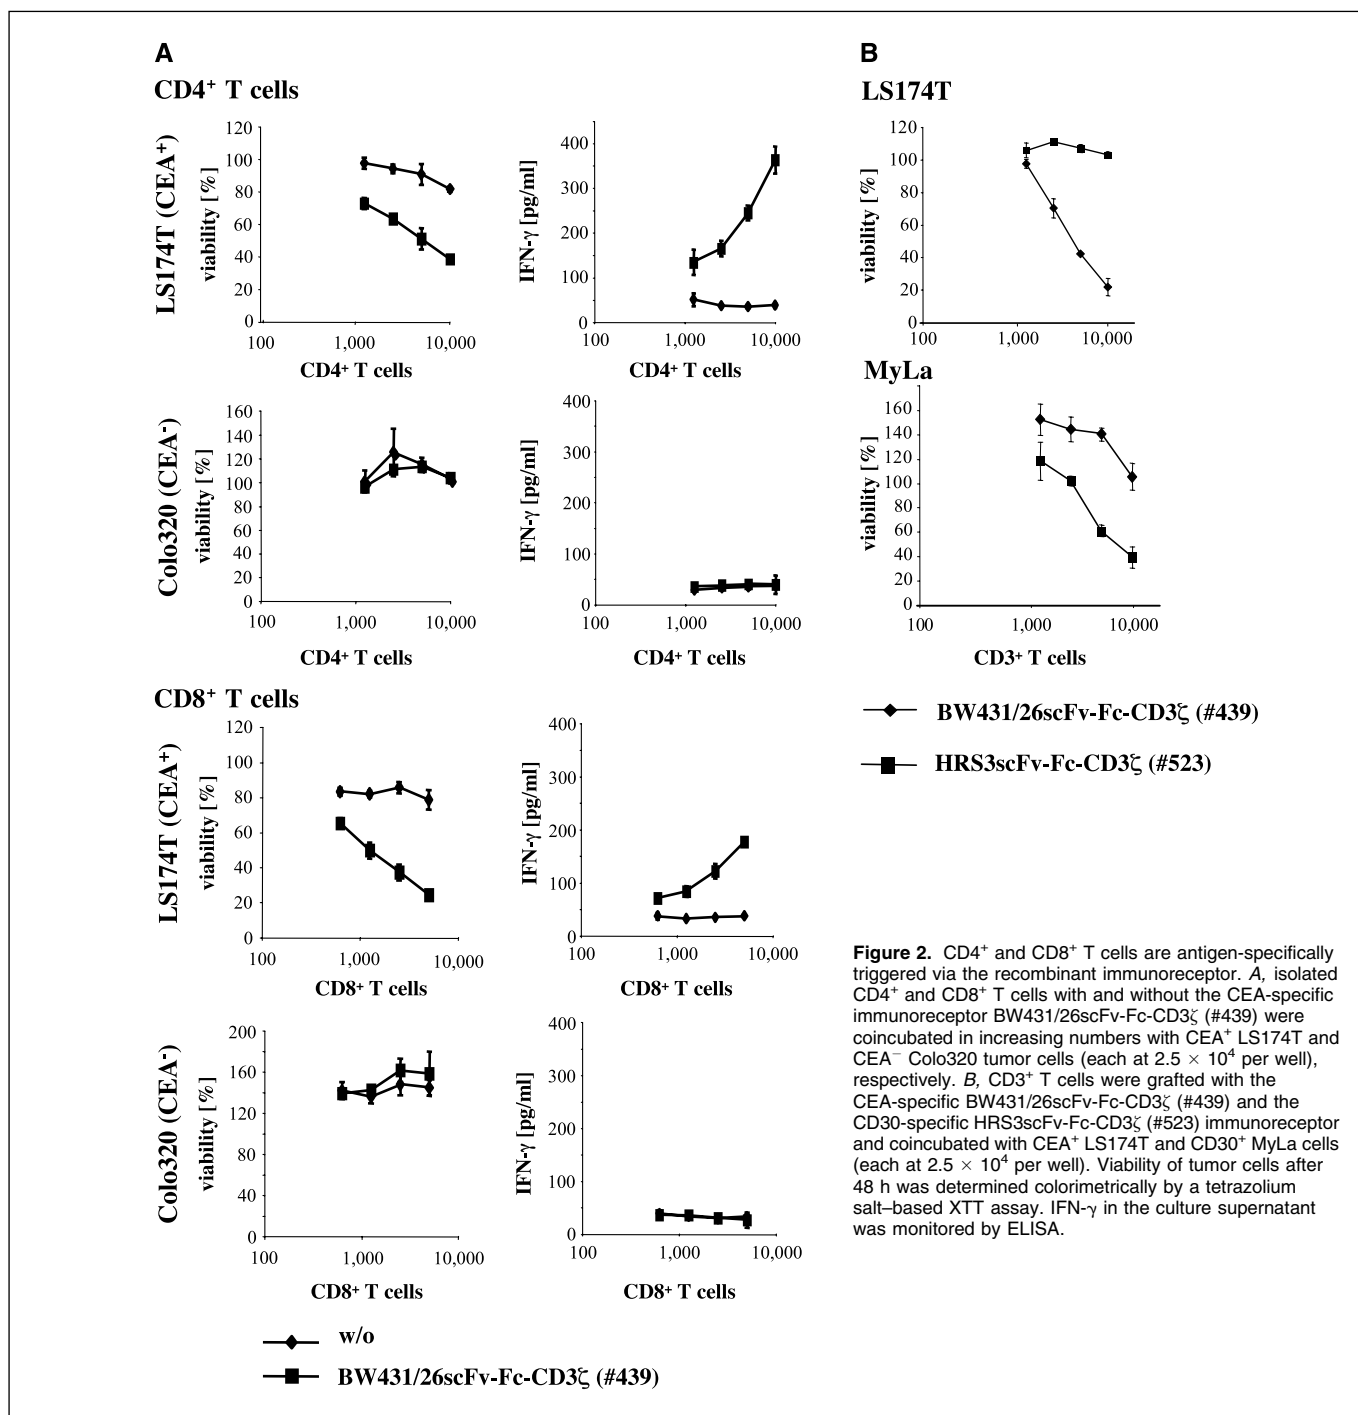 A
CD4⁺ T cells
LS174T (CEA⁺)
viability [%]
120
100
80
60
40
20
0
100
1,000
10,000
CD4⁺ T cells
IFN-γ [pg/ml]
400
300
200
100
0
100
1,000
10,000
CD4⁺ T cells
Colo320 (CEA⁻)
viability [%]
160
140
120
100
80
60
40
20
0
100
1,000
10,000
CD4⁺ T cells
IFN-γ [pg/ml]
400
300
200
100
0
100
1,000
10,000
CD4⁺ T cells
CD8⁺ T cells
LS174T (CEA⁺)
viability [%]
120
100
80
60
40
20
0
100
1,000
10,000
CD8⁺ T cells
IFN-γ [pg/ml]
400
300
200
100
0
100
1,000
10,000
CD8⁺ T cells
Colo320 (CEA⁻)
viability [%]
200
160
140
80
40
0
100
1,000
10,000
CD8⁺ T cells
IFN-γ [pg/ml]
400
300
200
100
0
100
1,000
10,000
CD8⁺ T cells
w/o
BW431/26scFv-Fc-CD3ζ (#439)
B
LS174T
viability [%]
120
100
80
60
40
20
0
100
1,000
10,000
MyLa
viability [%]
160
140
120
100
80
60
40
20
0
100
1,000
10,000
CD3⁺ T cells
BW431/26scFv-Fc-CD3ζ (#439)
HRS3scFv-Fc-CD3ζ (#523)
Figure 2. CD4⁺ and CD8⁺ T cells are antigen-specifically
triggered via the recombinant immunoreceptor. A, isolated
CD4⁺ and CD8⁺ T cells with and without the CEA-specific
immunoreceptor BW431/26scFv-Fc-CD3ζ (#439) were
coincubated in increasing numbers with CEA⁺ LS174T and
CEA⁻ Colo320 tumor cells (each at 2.5 × 10⁴ per well),
respectively. B, CD3⁺ T cells were grafted with the
CEA-specific BW431/26scFv-Fc-CD3ζ (#439) and the
CD30-specific HRS3scFv-Fc-CD3ζ (#523) immunoreceptor
and coincubated with CEA⁺ LS174T and CD30⁺ MyLa cells
(each at 2.5 × 10⁴ per well). Viability of tumor cells after
48 h was determined colorimetrically by a tetrazolium
salt–based XTT assay. IFN-γ in the culture supernatant
was monitored by ELISA.